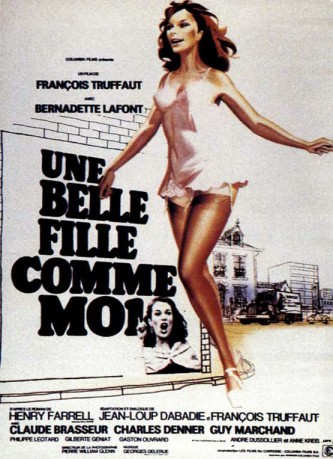 COLUMBIA FILMS présente
UN FILM DE
FRANÇOIS TRUFFAUT
AVEC
BERNADETTE LAFONT
UNE
BELLE
FILLE
COMME
MOI
D'APRÈS LE ROMAN DE
HENRY FARRELL
ADAPTATION ET DIALOGUE DE
JEAN-LOUP DABADIE ET FRANÇOIS TRUFFAUT
CLAUDE BRASSEUR CHARLES DENNER GUY MARCHAND
PHILIPPE LEOTARD GILBERTE GENIAT GASTON OUVRARD
ANDRE DUSSOLLIER et ANNE KREIS
DIRECTEUR DE LA PHOTOGRAPHIE
PIERRE WILLIAM GLENN
MUSIQUE
GEORGES DELERUE